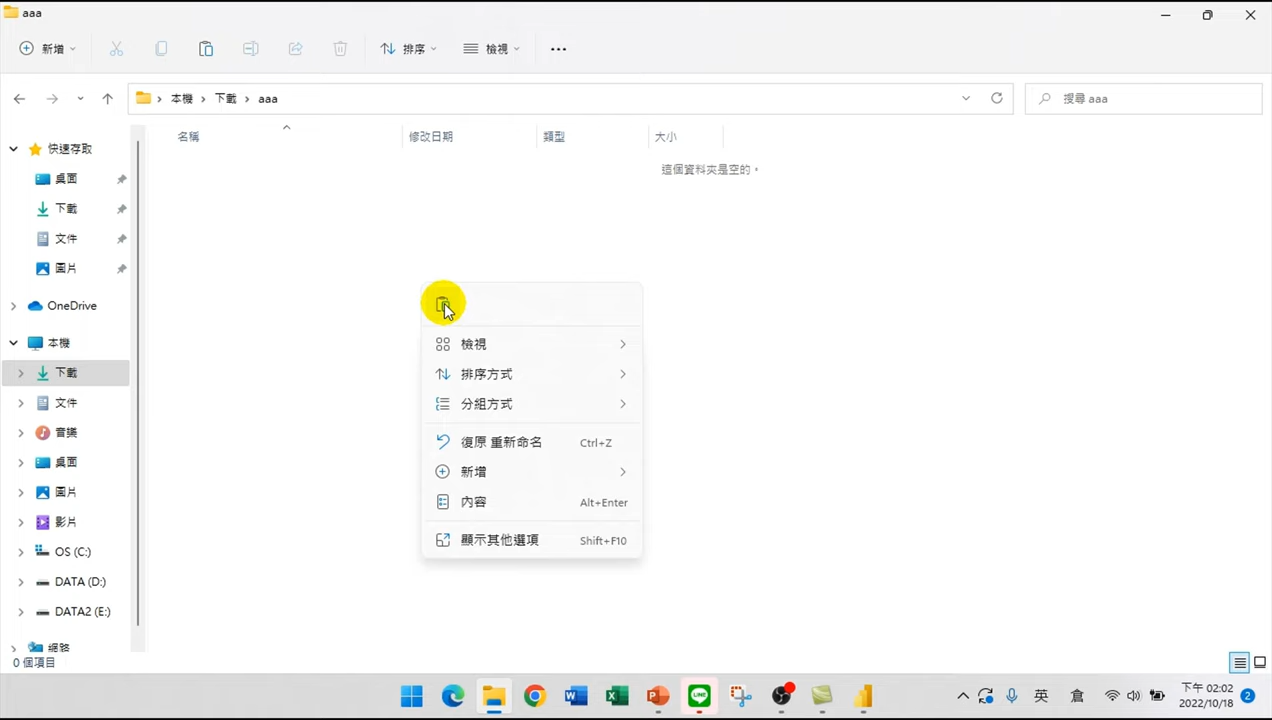 aaa
新增
排序
檢視
本機 > 下載 > aaa
搜尋 aaa
名稱
修改日期
類型
大小
這個資料夾是空的。
快速存取
桌面
下載
文件
圖片
OneDrive
本機
下載
文件
音樂
桌面
圖片
影片
OS (C:)
DATA (D:)
DATA2 (E:)
網路
檢視
排序方式
分組方式
復原 重新命名 Ctrl+Z
新增
內容 Alt+Enter
顯示其他選項 Shift+F10
0 個項目
英
倉
下午 02:02
2022/10/18
2